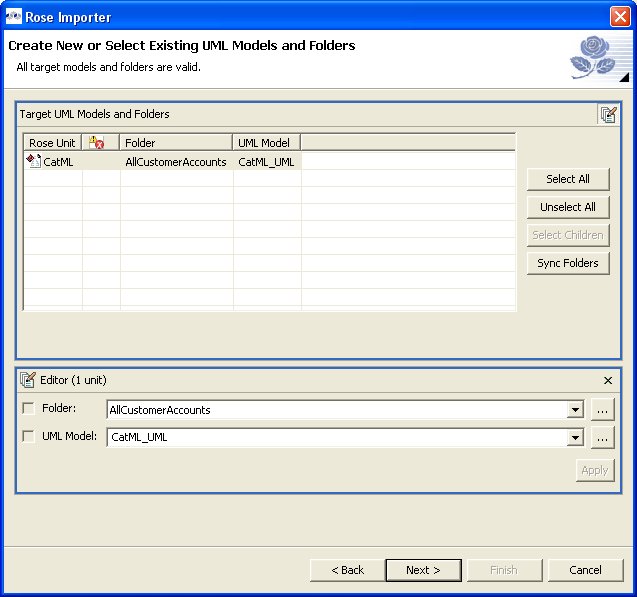 Rose Importer
Create New or Select Existing UML Models and Folders
All target models and folders are valid.
Target UML Models and Folders
Rose Unit Folder UML Model
CatML AllCustomerAccounts CatML_UML
Select All
Unselect All
Select Children
Sync Folders
Editor (1 unit)
Folder: AllCustomerAccounts ...
UML Model: CatML_UML ...
Apply
< Back Next > Finish Cancel